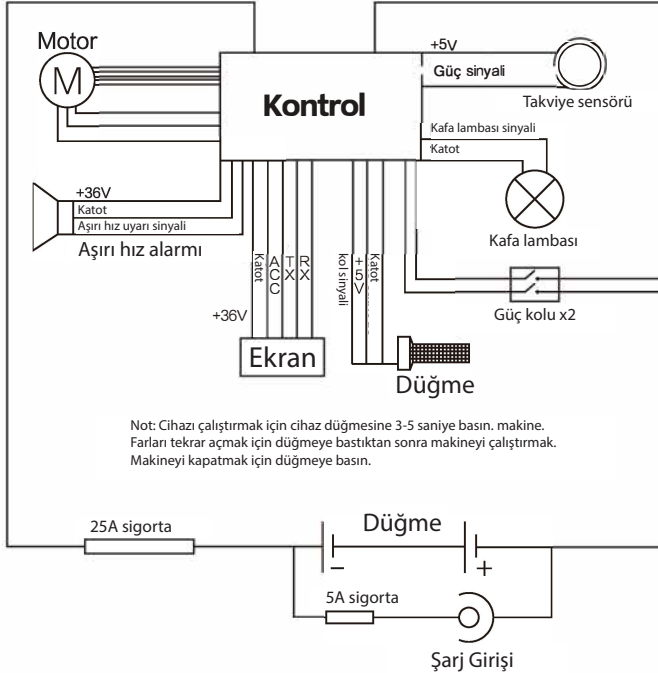 Motor
M
Kontrol
+5V
Güç sinyali
Takviye sensörü
Kafa lambası sinyali
Katot
Kafa lambası
+36V
Katot
Aşırı hız uyarı sinyali
Aşırı hız alarmı
+36V
Katot
ACC
TX
RX
Ekran
kol sinyali
+5V
Katot
Düğme
Güç kolu x2
Not: Cihazı çalıştırmak için cihaz düğmesine 3-5 saniye basın. makine.
Farları tekrar açmak için düğmeye bastıktan sonra makineyi çalıştırmak.
Makineyi kapatmak için düğmeye basın.
25A sigorta
Düğme
−
+
5A sigorta
Şarj Girişi